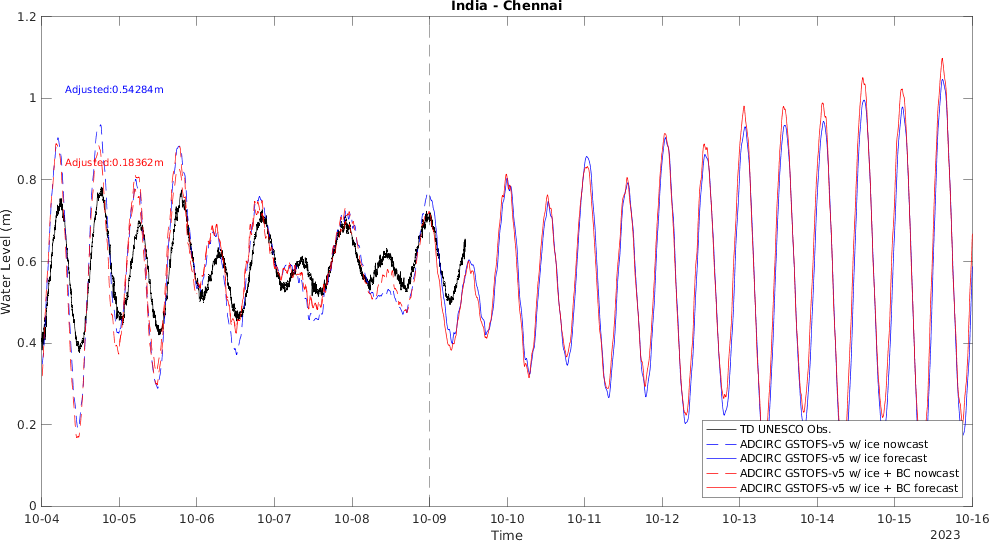 India - Chennai
1.2
1
0.8
0.6
0.4
0.2
0
Water Level (m)
Adjusted:0.54284m
Adjusted:0.18362m
TD UNESCO Obs.
ADCIRC GSTOFS-v5 w/ ice nowcast
ADCIRC GSTOFS-v5 w/ ice forecast
ADCIRC GSTOFS-v5 w/ ice + BC nowcast
ADCIRC GSTOFS-v5 w/ ice + BC forecast
10-04 10-05 10-06 10-07 10-08 10-09 10-10 10-11 10-12 10-13 10-14 10-15 10-16
Time
2023